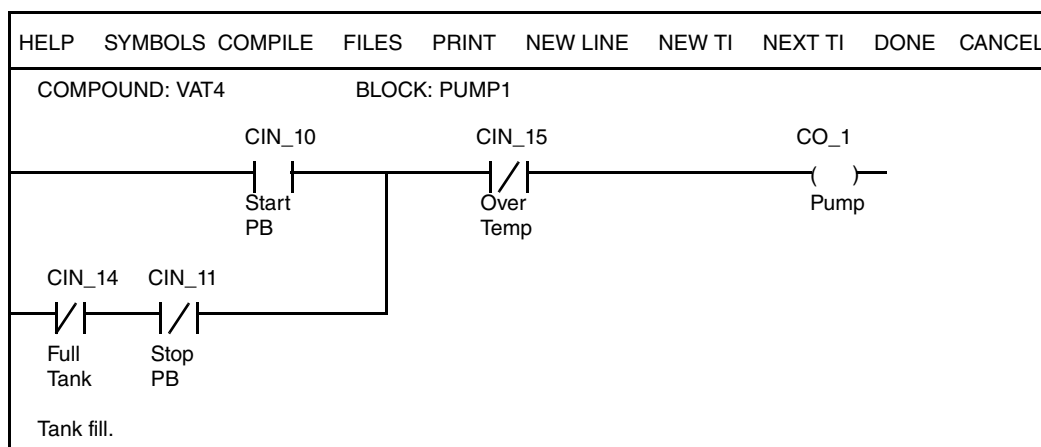 HELP SYMBOLS COMPILE FILES PRINT NEW LINE NEW TI NEXT TI DONE CANCEL
COMPOUND: VAT4 BLOCK: PUMP1
CIN_10 CIN_15 CO_1
Start Over Pump
PB Temp
CIN_14 CIN_11
Full Stop
Tank PB
Tank fill.